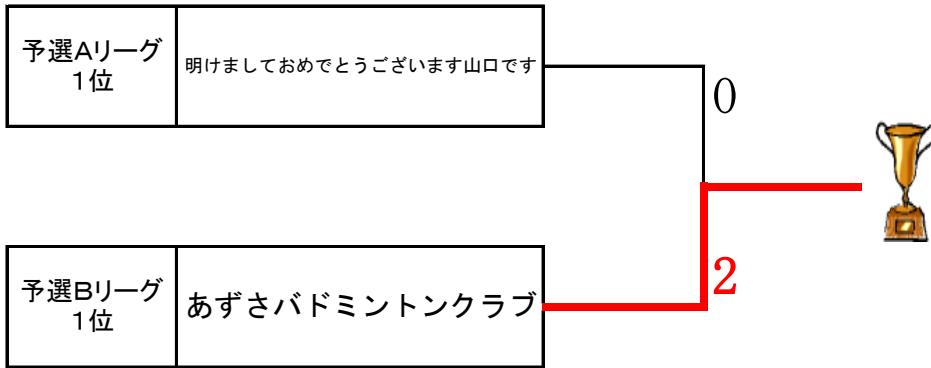 予選Aリーグ
1位
明けましておめでとうございます山口です
0
予選Bリーグ
1位
あずさバドミントンクラブ
2